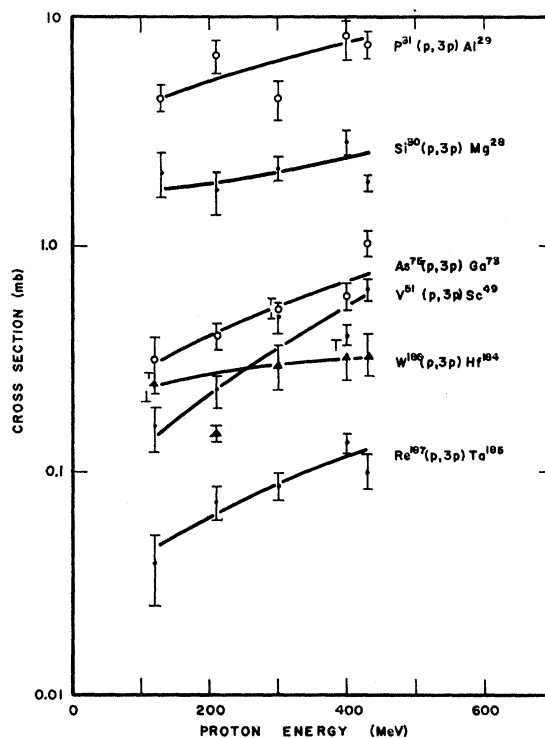 10
P³¹ (p,3p) Al²⁹
Si³⁰(p,3p) Mg²⁸
1.0
As⁷⁵(p,3p) Ga⁷³
V⁵¹ (p,3p) Sc⁴⁹
W¹⁸⁶(p,3p) Hf¹⁸⁴
0.1
Re¹⁸⁷(p,3p) Ta¹⁸⁵
0.01
CROSS SECTION (mb)
0 200 400 600
PROTON ENERGY (MeV)